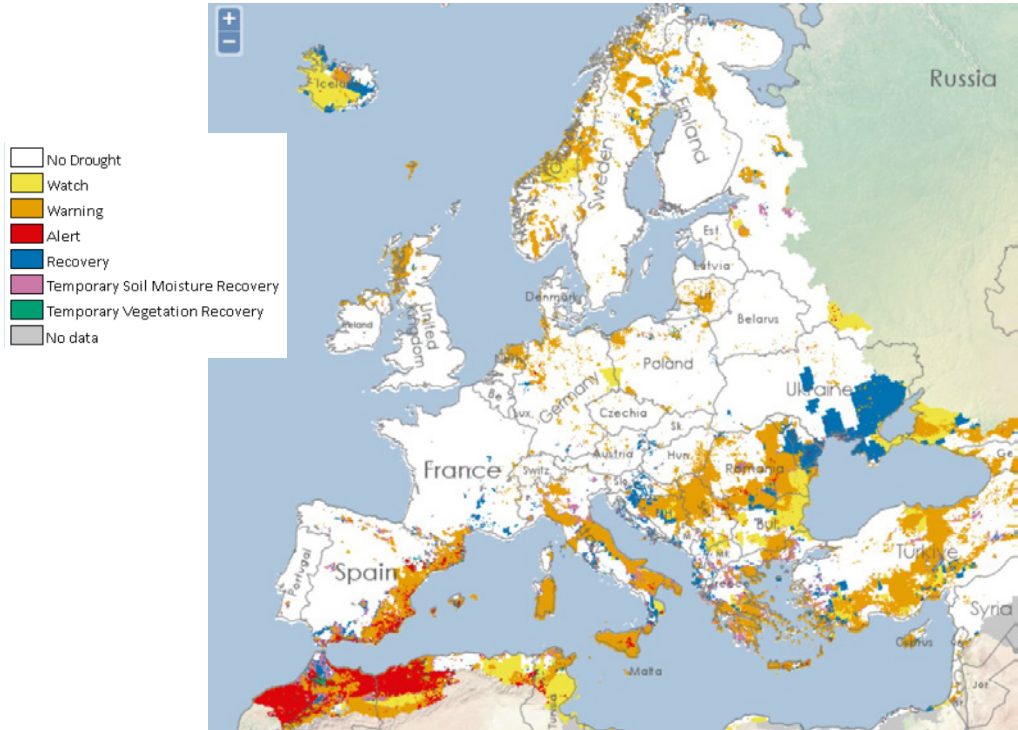 +
−
Russia
No Drought
Watch
Warning
Alert
Recovery
Temporary Soil Moisture Recovery
Temporary Vegetation Recovery
No data
Finland
Sweden
Est.
Latvia
Denmark
Ireland
United
Kingdom
Belarus
Poland
Germany
Be
Lux.
Ukraine
Czechia
Sk.
Austria
Hun.
Switz.
Slo.
Romania
France
Ge
Bul.
Mk.
Portugal
Spain
Greece
Türkiye
Syria
Cyprus
Malta
Tunisia
Jor.